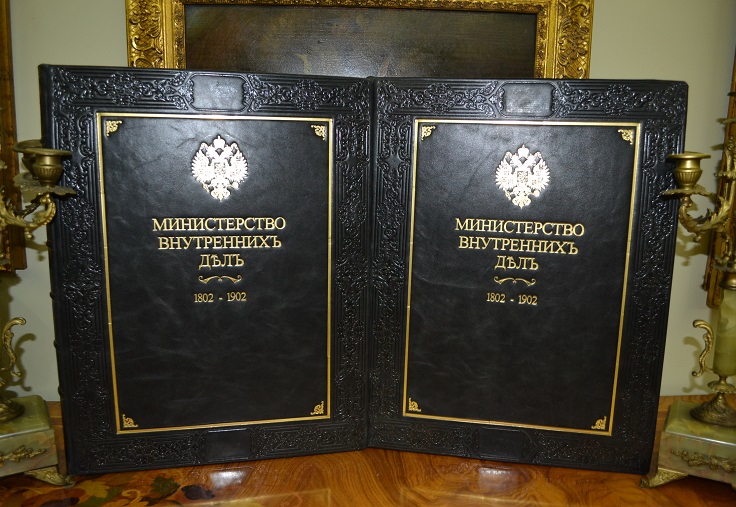 МИНИСТЕРСТВО
ВНУТРЕННИХЪ
ДѢЛЪ
1802 - 1902
МИНИСТЕРСТВО
ВНУТРЕННИХЪ
ДѢЛЪ
1802 - 1902